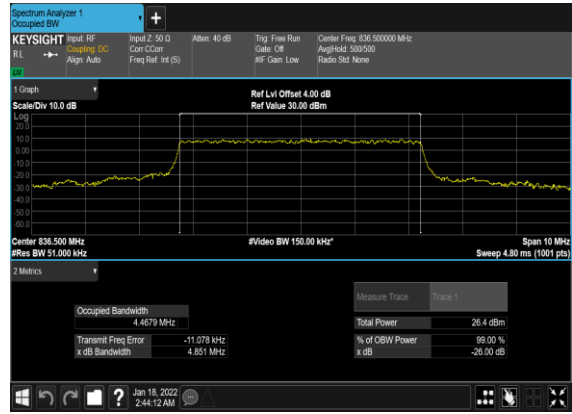 Spectrum Analyzer 1
Occupied BW
+
KEYSIGHT Input: RF Input Z: 50 Ω Atten: 40 dB Trig: Free Run Center Freq: 836.500000 MHz
RL Coupling: DC Corr CCorr Gate: Off Avg|Hold: 500/500
Align: Auto Freq Ref: Int (S) #IF Gain: Low Radio Std: None
1 Graph
Ref Lvl Offset 4.00 dB
Scale/Div 10.0 dB Ref Value 30.00 dBm
Log
20.0
10.0
0.00
-10.0
-20.0
-30.0
-40.0
-50.0
-60.0
Center 836.500 MHz #Video BW 150.00 kHz* Span 10 MHz
#Res BW 51.000 kHz Sweep 4.80 ms (1001 pts)
2 Metrics
Measure Trace Trace 1
Occupied Bandwidth
4.4679 MHz Total Power 26.4 dBm
Transmit Freq Error -11.078 kHz % of OBW Power 99.00 %
x dB Bandwidth 4.851 MHz x dB -26.00 dB
? Jan 18, 2022
2:44:12 AM